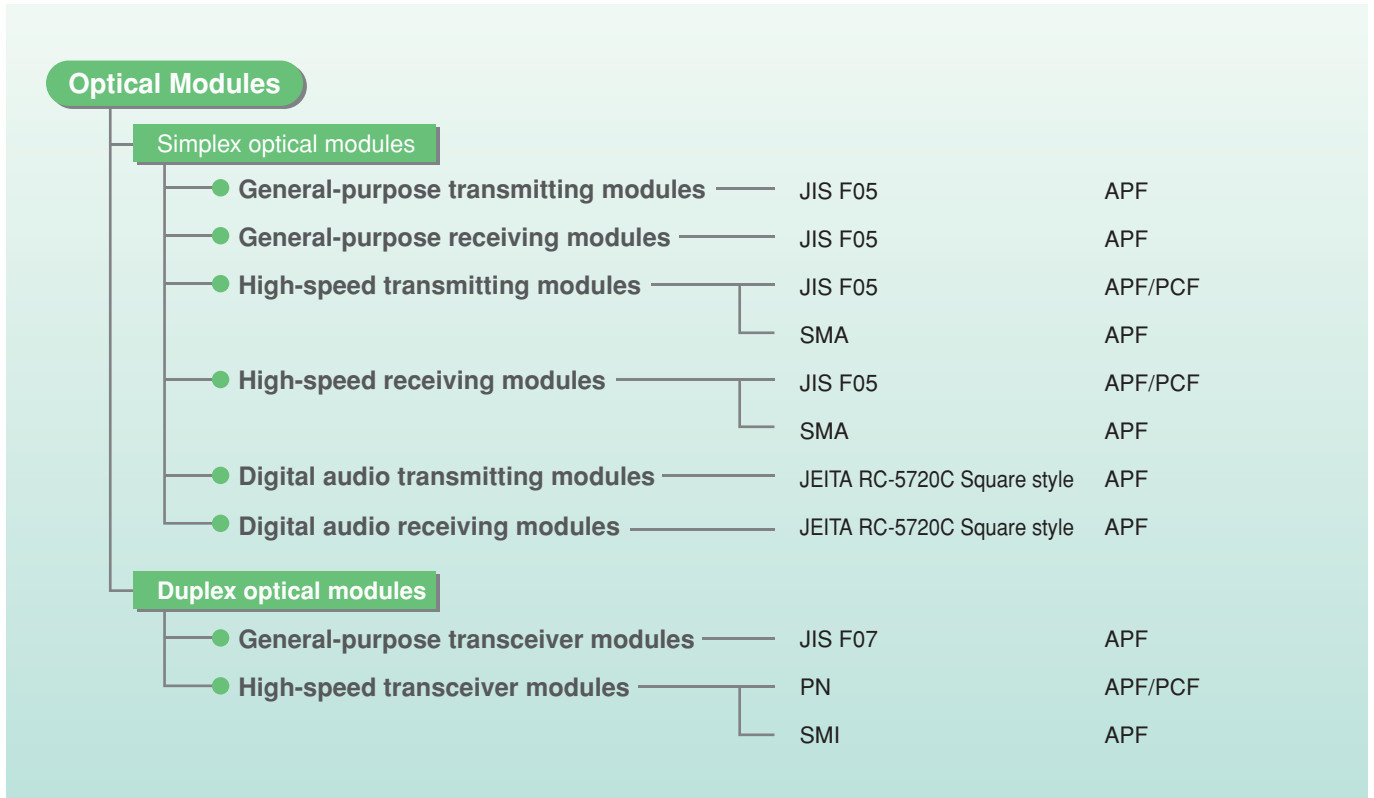 Optical Modules
Simplex optical modules
General-purpose transmitting modules JIS F05 APF
General-purpose receiving modules JIS F05 APF
High-speed transmitting modules JIS F05 APF/PCF
SMA APF
High-speed receiving modules JIS F05 APF/PCF
SMA APF
Digital audio transmitting modules JEITA RC-5720C Square style APF
Digital audio receiving modules JEITA RC-5720C Square style APF
Duplex optical modules
General-purpose transceiver modules JIS F07 APF
High-speed transceiver modules PN APF/PCF
SMI APF